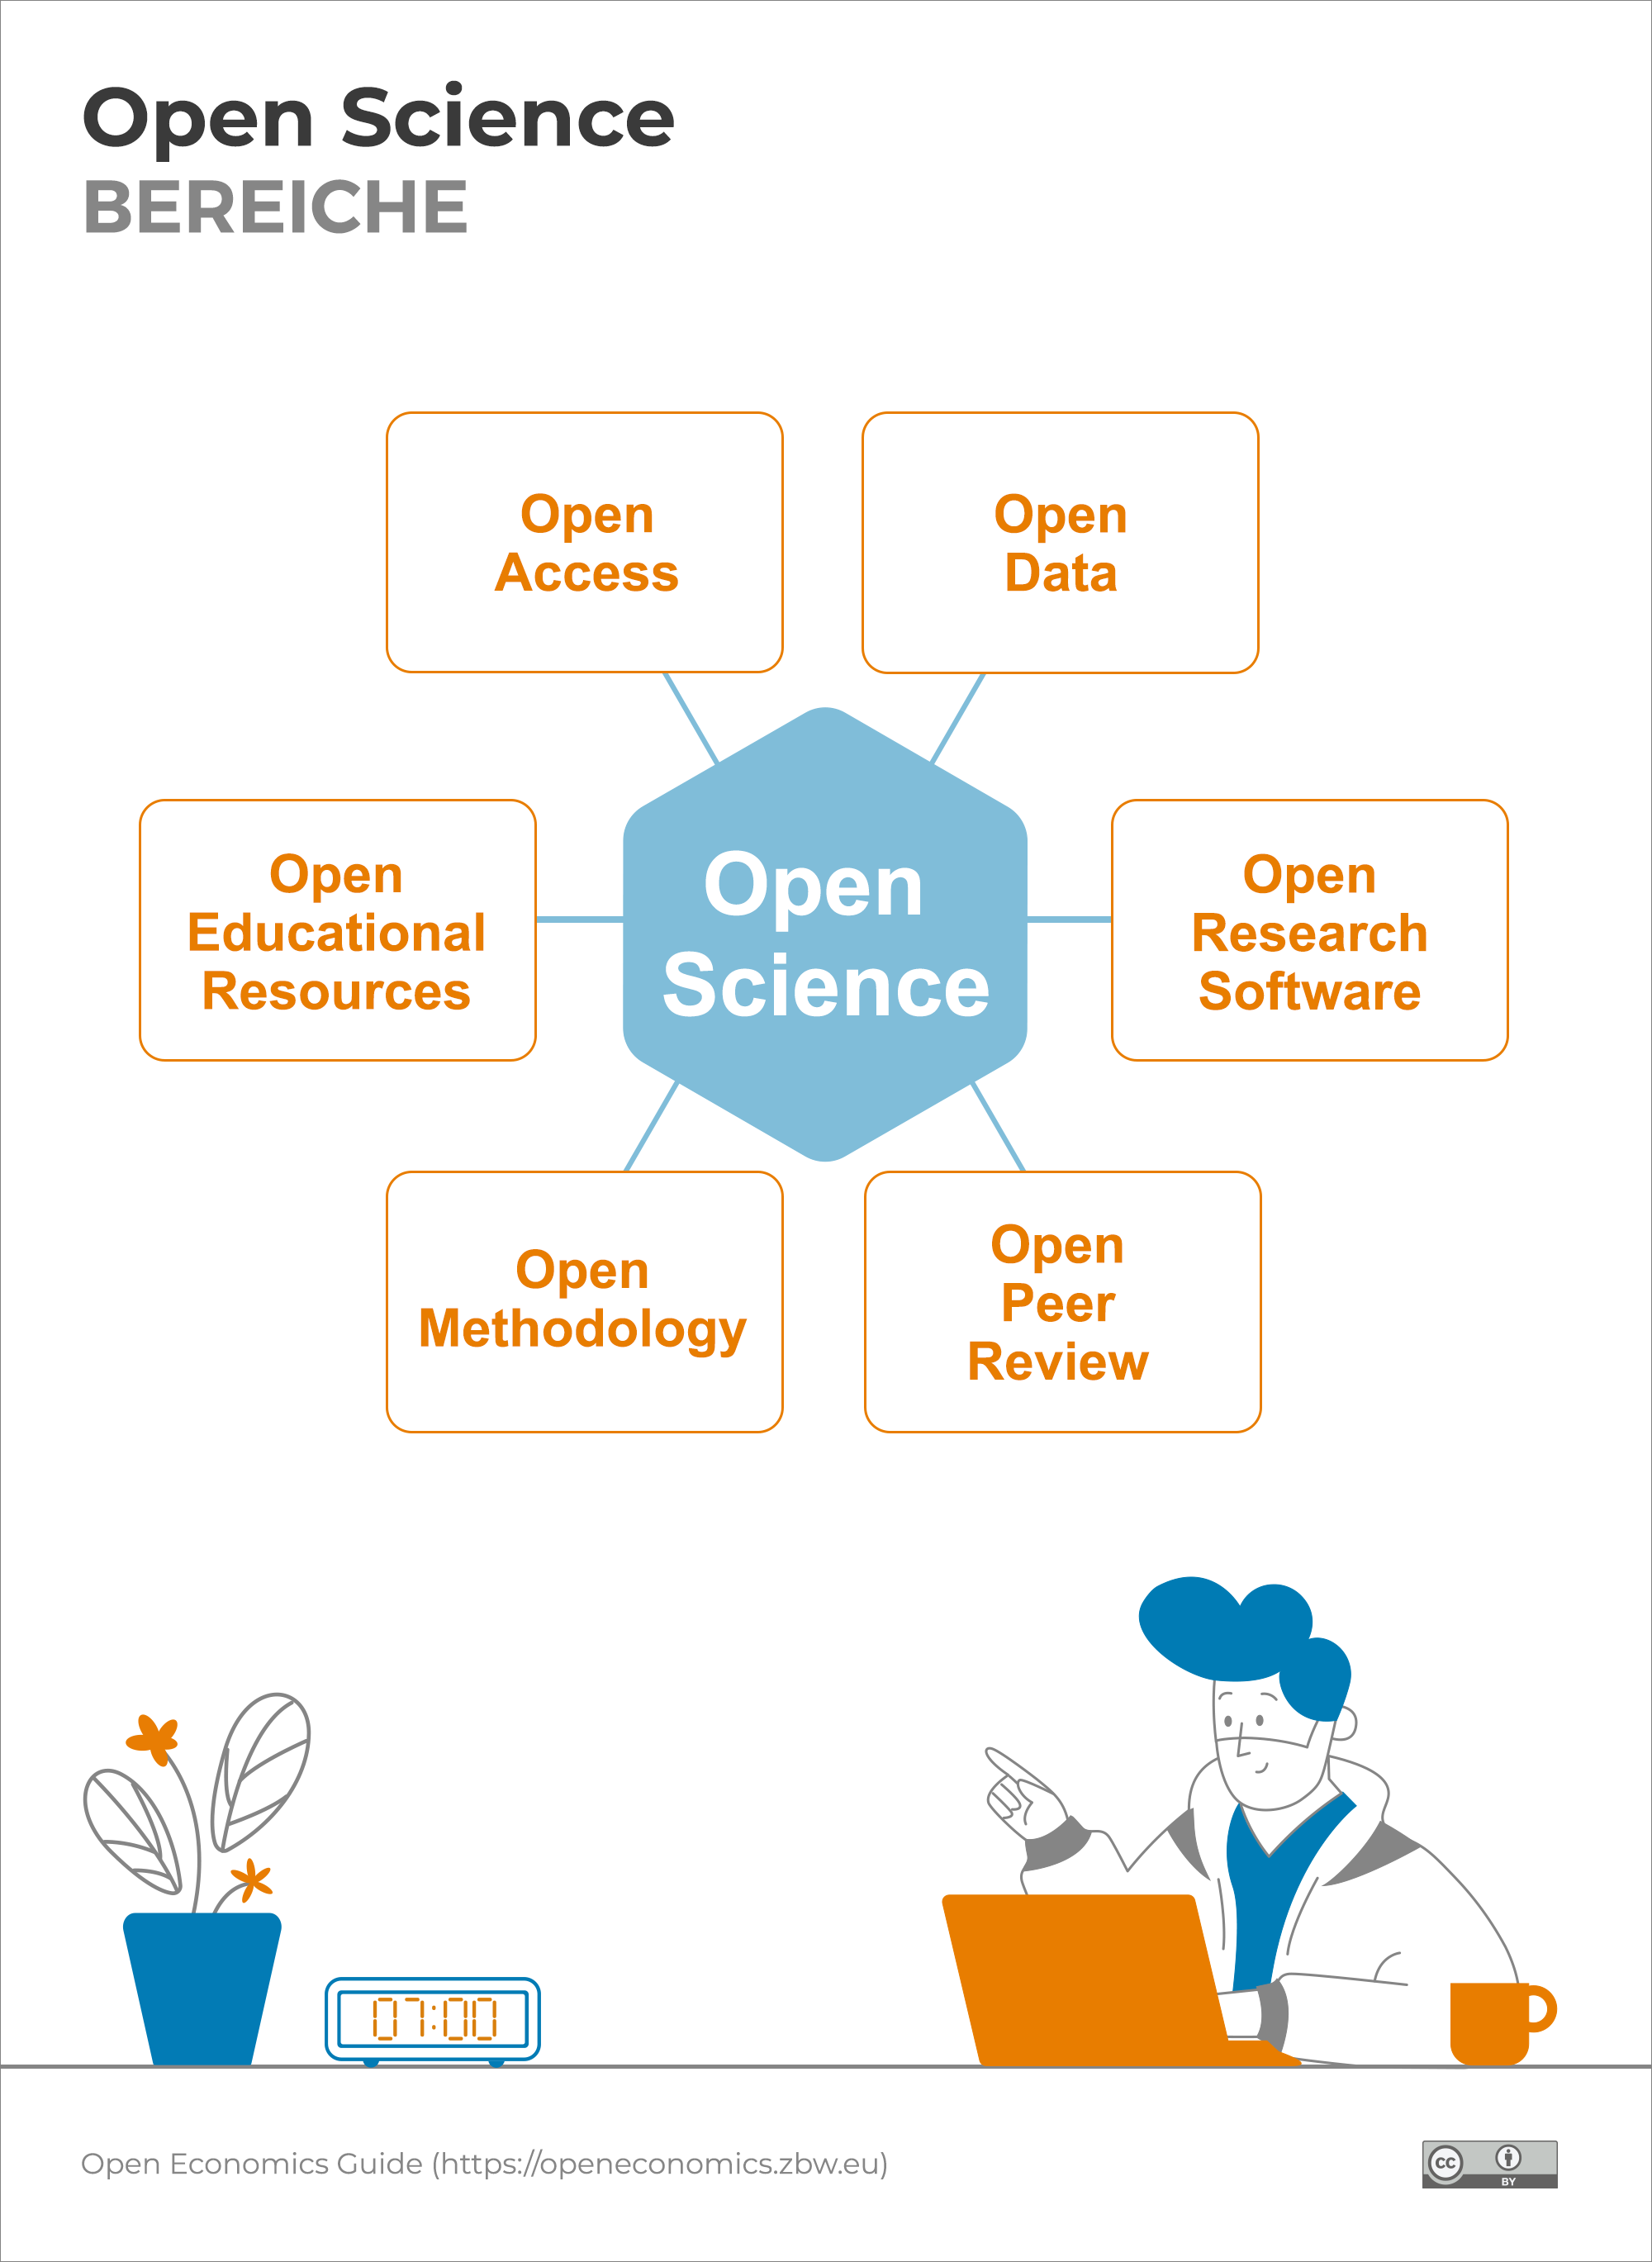 Open Science
BEREICHE
Open
Access
Open
Data
Open
Educational
Resources
Open
Science
Open
Research
Software
Open
Methodology
Open
Peer
Review
07:00
Open Economics Guide (https://openeconomics.zbw.eu)
cc
BY